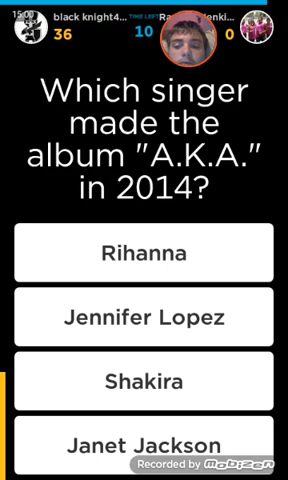 15:00
black knight4...
TIME LEFT
36
10
0
Which singer
made the
album "A.K.A."
in 2014?
Rihanna
Jennifer Lopez
Shakira
Janet Jackson
Recorded by mobizen